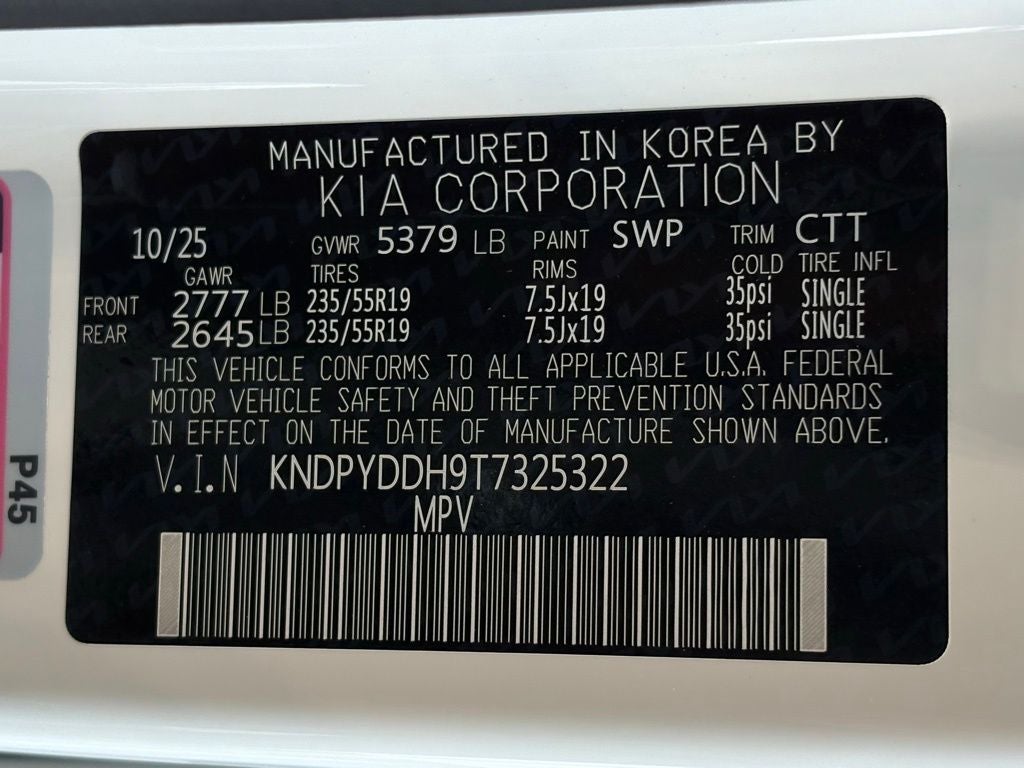 MANUFACTURED IN KOREA BY
KIA CORPORATION
10/25 GVWR 5379 LB PAINT SWP TRIM CTT
GAWR TIRES RIMS COLD TIRE INFL
FRONT 2777 LB 235/55R19 7.5Jx19 35psi SINGLE
REAR 2645 LB 235/55R19 7.5Jx19 35psi SINGLE
THIS VEHICLE CONFORMS TO ALL APPLICABLE U.S.A. FEDERAL
MOTOR VEHICLE SAFETY AND THEFT PREVENTION STANDARDS
IN EFFECT ON THE DATE OF MANUFACTURE SHOWN ABOVE.
V.I.N KNDPYDDH9T7325322
MPV
P45